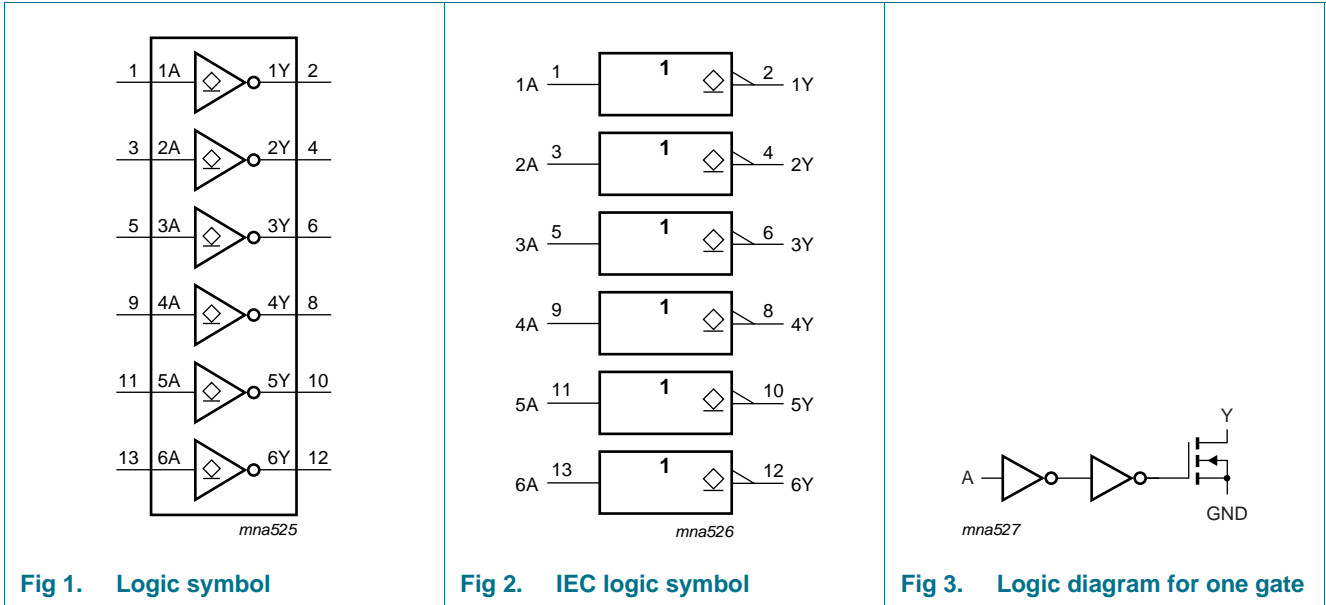 1 1A 1Y 2
3 2A 2Y 4
5 3A 3Y 6
9 4A 4Y 8
11 5A 5Y 10
13 6A 6Y 12
mna525
Fig 1. Logic symbol
1A 1 1 2 1Y
2A 3 1 4 2Y
3A 5 1 6 3Y
4A 9 1 8 4Y
5A 11 1 10 5Y
6A 13 1 12 6Y
mna526
Fig 2. IEC logic symbol
Y
A
GND
mna527
Fig 3. Logic diagram for one gate